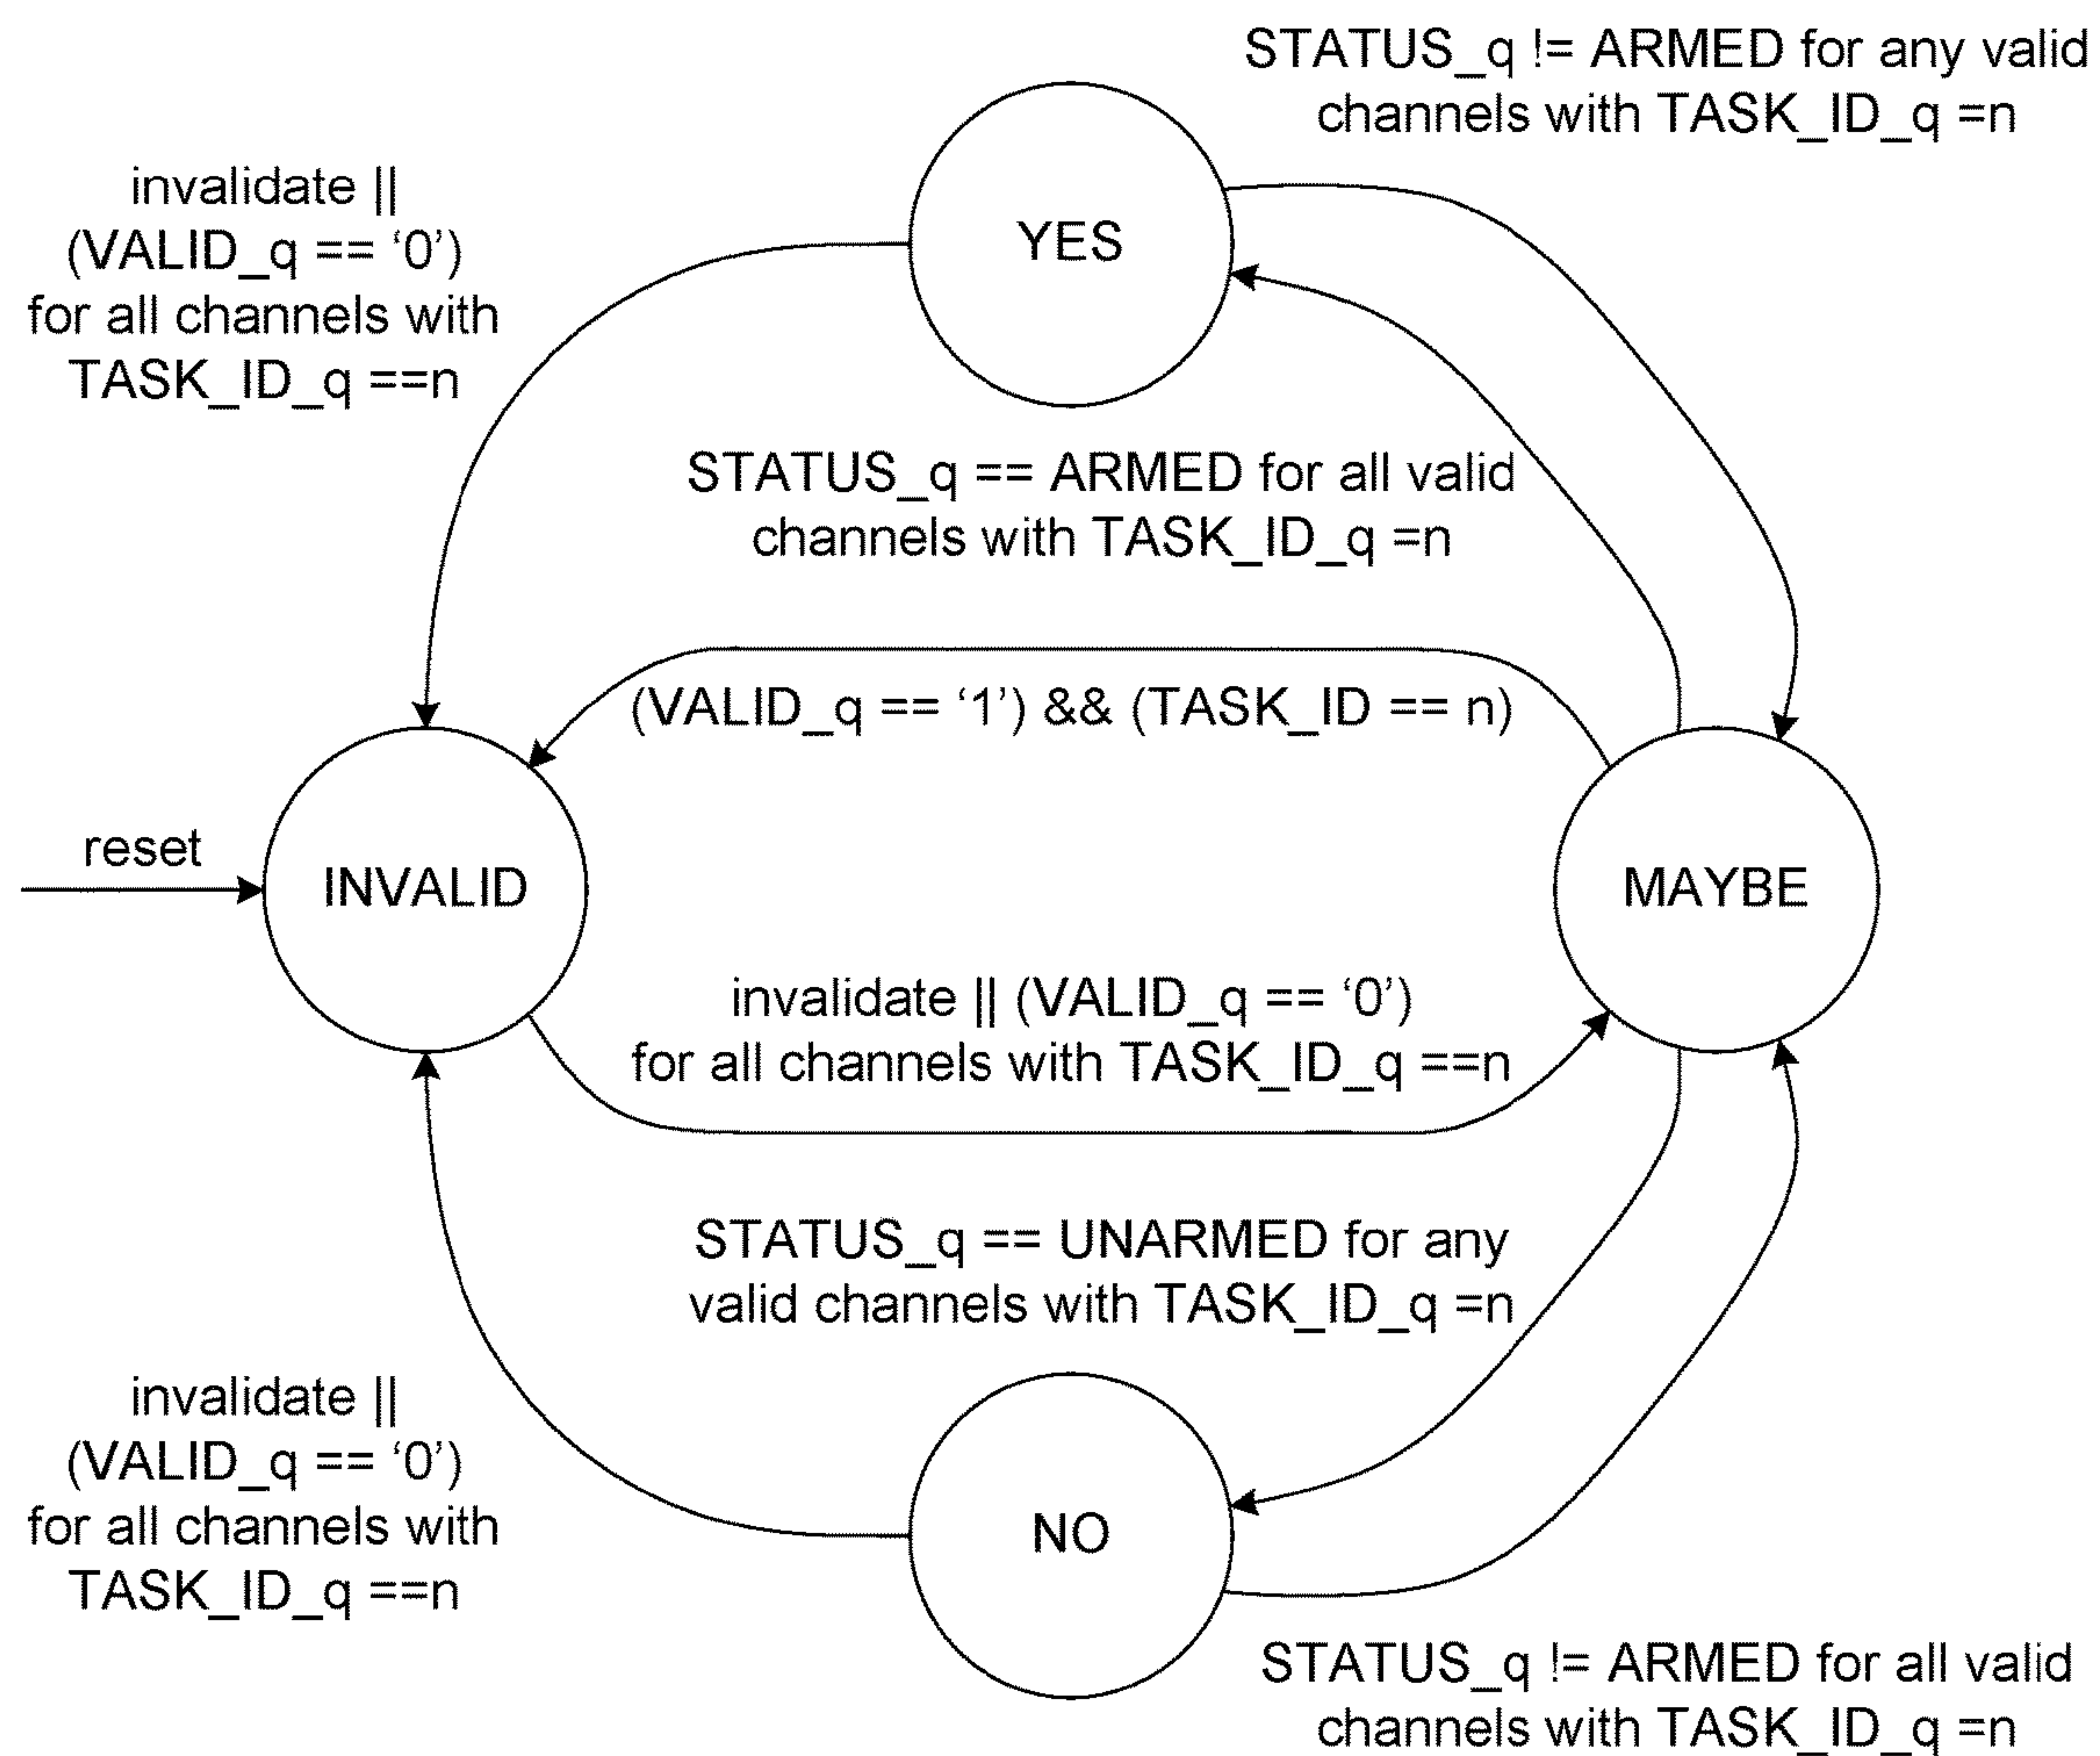 STATUS_q != ARMED for any valid
channels with TASK_ID_q =n
invalidate ||
(VALID_q == ‘0’)
for all channels with
TASK_ID_q ==n
YES
STATUS_q == ARMED for all valid
channels with TASK_ID_q =n
(VALID_q == ‘1’) && (TASK_ID == n)
reset
INVALID
MAYBE
invalidate || (VALID_q == ‘0’)
for all channels with TASK_ID_q ==n
STATUS_q == UNARMED for any
valid channels with TASK_ID_q =n
invalidate ||
(VALID_q == ‘0’)
for all channels with
TASK_ID_q ==n
NO
STATUS_q != ARMED for all valid
channels with TASK_ID_q =n